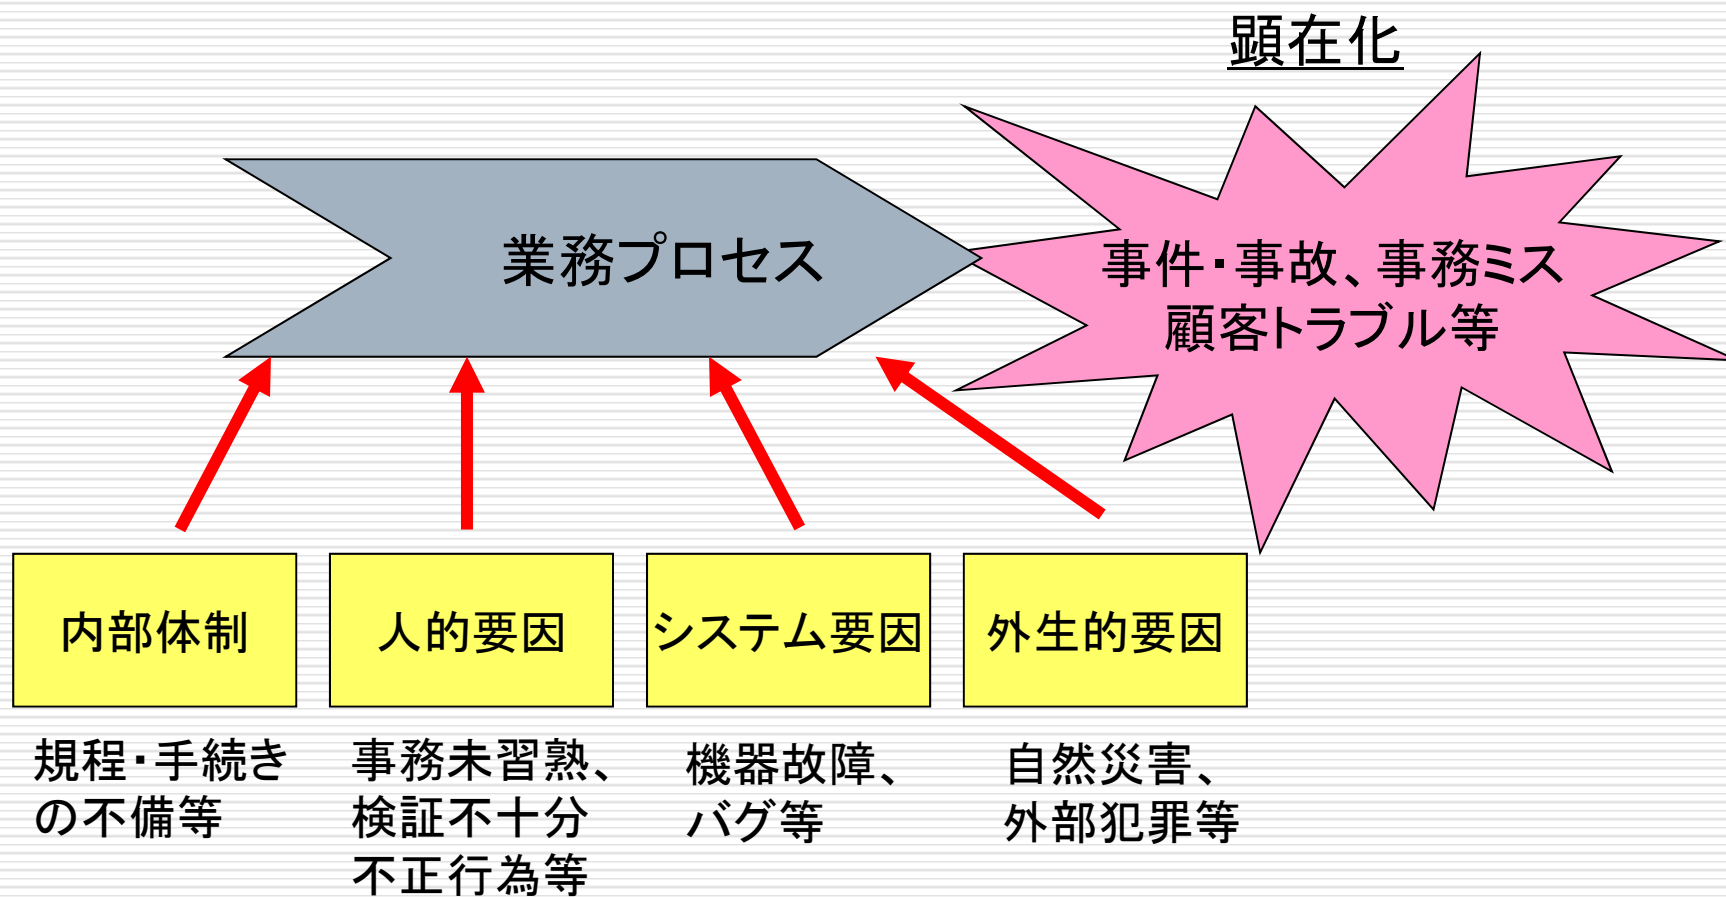 顕在化
業務プロセス
事件・事故、事務ミス
顧客トラブル等
内部体制
人的要因
システム要因
外生的要因
規程・手続き
の不備等
事務未習熟、
検証不十分
不正行為等
機器故障、
バグ等
自然災害、
外部犯罪等